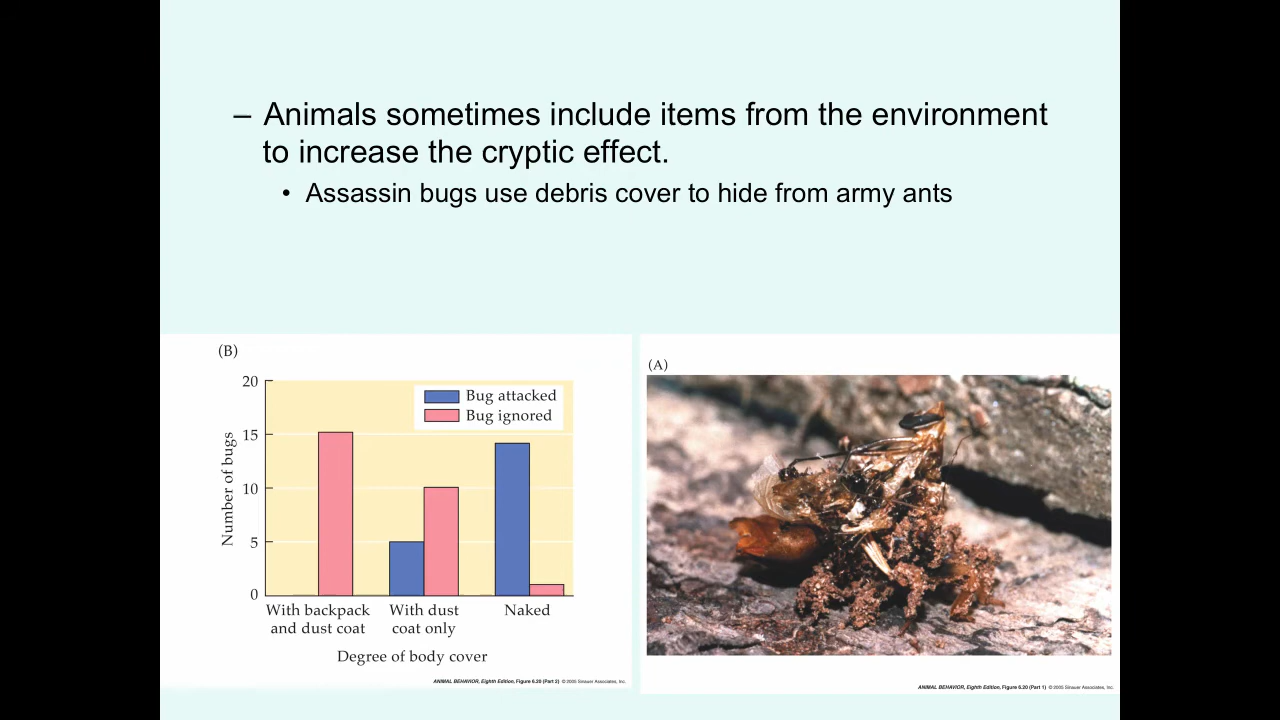 – Animals sometimes include items from the environment
to increase the cryptic effect.
• Assassin bugs use debris cover to hide from army ants
(B)
20
15
10
5
0
Number of bugs
Bug attacked
Bug ignored
With backpack
and dust coat
With dust
coat only
Naked
Degree of body cover
ANIMAL BEHAVIOR, Eighth Edition, Figure 6.20 (Part 2) © 2005 Sinauer Associates, Inc.
(A)
ANIMAL BEHAVIOR, Eighth Edition, Figure 6.20 (Part 1) © 2005 Sinauer Associates, Inc.